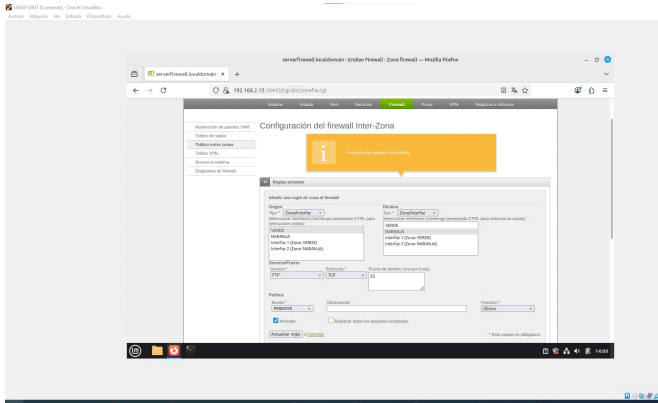 LINUX MINT [Corriendo] - Oracle VirtualBox
Archivo Máquina Ver Entrada Dispositivos Ayuda
serverfirewall.localdomain - Endian Firewall - Zone firewall — Mozilla Firefox
serverfirewall.localdomain
192.168.2.15:10443/cgi-bin/zonefw.cgi
Sistema Estado Red Servicios Firewall Proxy VPN Registros e informes
Redirección de puertos / NAT
Tráfico de salida
Tráfico entre zonas
Tráfico VPN
Acceso al sistema
Diagramas de firewall
Configuración del firewall Inter-Zona
Firewall rules applied successfully
Reglas actuales
Añadir una regla de zona al firewall
Origen
Tipo * Zona/Interfaz
Seleccionar interfaces (mantenga presionado CTRL para seleccionar varias)
VERDE
NARANJA
Interfaz 1 (Zona: VERDE)
Interfaz 2 (Zona: NARANJA)
Destino
Tipo * Zona/Interfaz
Seleccionar interfaces (mantenga presionado CTRL para seleccionar varias)
VERDE
NARANJA
Interfaz 1 (Zona: VERDE)
Interfaz 2 (Zona: NARANJA)
Servicio/Puerto
Servicio * Protocolo * Puerto de destino (uno por línea)
FTP TCP 21
Política
Acción * Observación Posición *
PERMITIR Último
Activado Registrar todos los paquetes aceptados
Actualizar regla o Cancelar * Este campo es obligatorio.
14:06